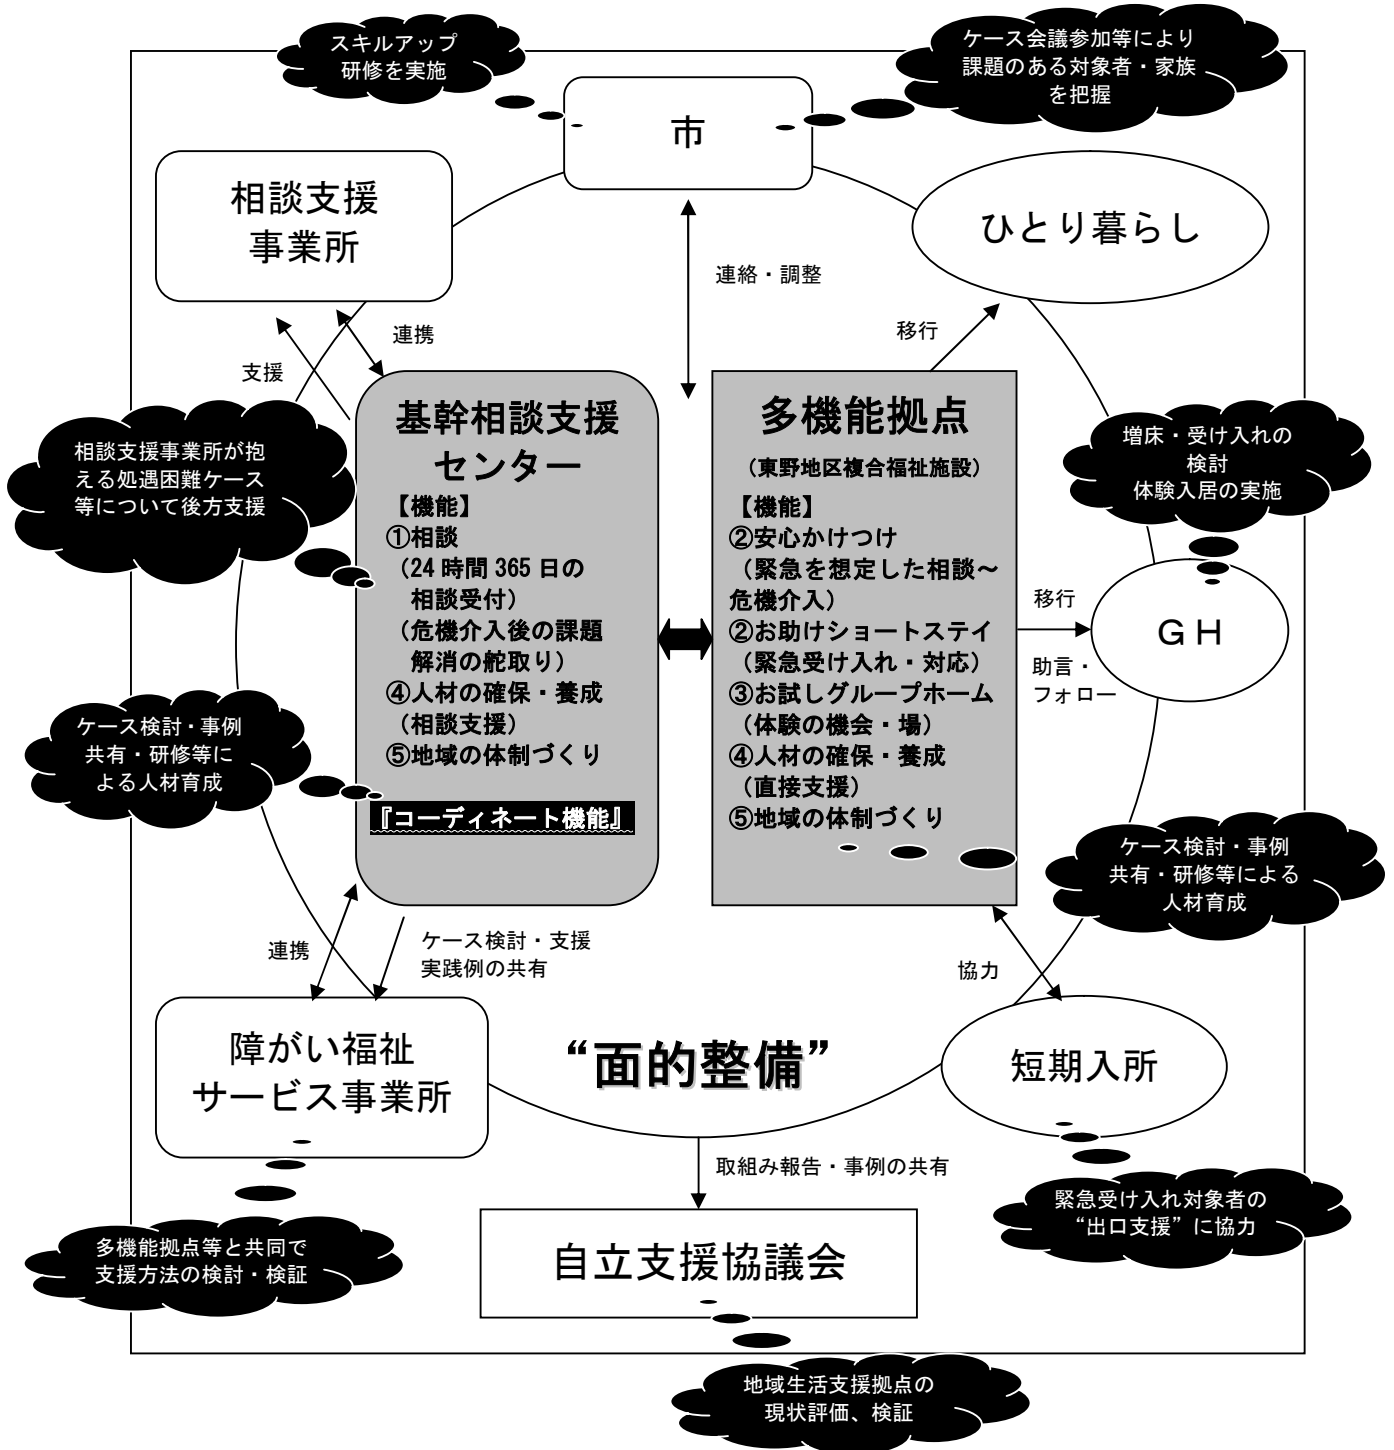 スキルアップ
研修を実施
ケース会議参加等により
課題のある対象者・家族
を把握
市
相談支援
事業所
ひとり暮らし
連絡・調整
移行
連携
支援
相談支援事業所が抱
える処遇困難ケース
等について後方支援
基幹相談支援
センター
【機能】
①相談
（24時間365日の
相談受付）
（危機介入後の課題
解消の舵取り）
④人材の確保・養成
（相談支援）
⑤地域の体制づくり
『コーディネート機能』
多機能拠点
（東野地区複合福祉施設）
【機能】
②安心かけつけ
（緊急を想定した相談～
危機介入）
②お助けショートステイ
（緊急受け入れ・対応）
③お試しグループホーム
（体験の機会・場）
④人材の確保・養成
（直接支援）
⑤地域の体制づくり
増床・受け入れの
検討
体験入居の実施
移行
助言・
フォロー
ＧＨ
ケース検討・事例
共有・研修等に
よる人材育成
ケース検討・事例
共有・研修等による
人材育成
連携
ケース検討・支援
実践例の共有
協力
障がい福祉
サービス事業所
“面的整備”
短期入所
取組み報告・事例の共有
緊急受け入れ対象者の
“出口支援”に協力
多機能拠点等と共同で
支援方法の検討・検証
自立支援協議会
地域生活支援拠点の
現状評価、検証